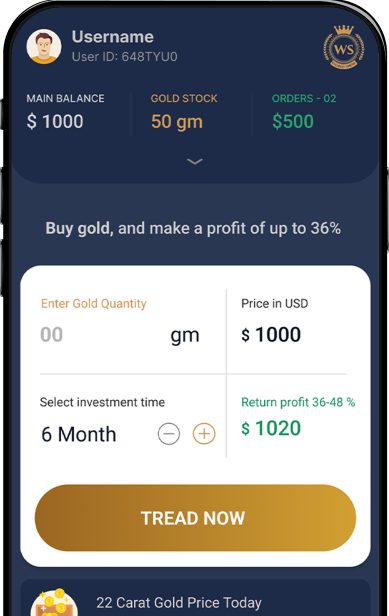 Username
User ID: 648TYU0
WS
MAIN BALANCE
GOLD STOCK
ORDERS - 02
$ 1000
50 gm
$500
Buy gold, and make a profit of up to 36%
Enter Gold Quantity
Price in USD
00
gm
$ 1000
Select investment time
Return profit 36-48 %
6 Month
$ 1020
TREAD NOW
22 Carat Gold Price Today